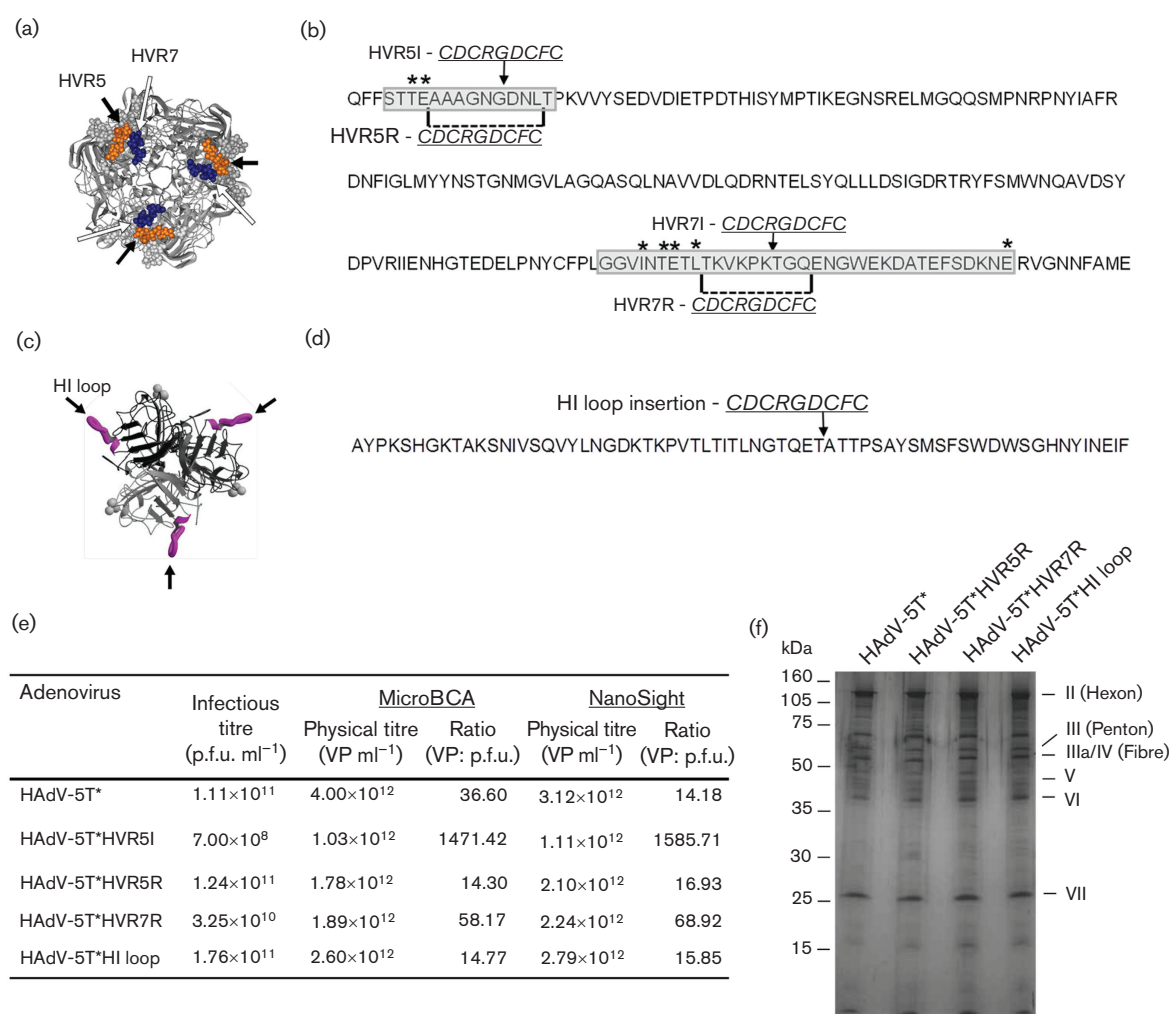 (a)
HVR7
HVR5
(b)
HVR5I - CDCRGDCFC
**
QFFSTTEAAAGNGDNLTPKVVYSEDVDIETPDTHISYMPTIKEGNSRELMGQQSMPNRPNYIAFR
HVR5R - CDCRGDCFC
DNFIGLMYYNSTGNMGVLAGQASQLNAVVDLQDRNTELSYQLLLDSIGDRTRYFSMWNQAVDSY
HVR7I - CDCRGDCFC
* ** * *
DPVRIIENHGTEDELPNYCFPLGGVINTETLTKVKPKTGQENGWEKDATEFSDKNERVGNNFAME
HVR7R - CDCRGDCFC
(c)
HI loop
(d)
HI loop insertion - CDCRGDCFC
AYPKSHGKTAKSNIVSQVYLNGDKTKPVTLTITLNGTQETATTPSAYSMSFSWDWSGHNYINEIF
(e)
Adenovirus
Infectious titre (p.f.u. ml⁻¹)
MicroBCA
Physical titre (VP ml⁻¹)
Ratio (VP: p.f.u.)
NanoSight
Physical titre (VP ml⁻¹)
Ratio (VP: p.f.u.)
HAdV-5T* 1.11×10¹¹ 4.00×10¹² 36.60 3.12×10¹² 14.18
HAdV-5T*HVR5I 7.00×10⁸ 1.03×10¹² 1471.42 1.11×10¹² 1585.71
HAdV-5T*HVR5R 1.24×10¹¹ 1.78×10¹² 14.30 2.10×10¹² 16.93
HAdV-5T*HVR7R 3.25×10¹⁰ 1.89×10¹² 58.17 2.24×10¹² 68.92
HAdV-5T*HI loop 1.76×10¹¹ 2.60×10¹² 14.77 2.79×10¹² 15.85
(f)
HAdV-5T*
HAdV-5T*HVR5R
HAdV-5T*HVR7R
HAdV-5T*HI loop
kDa
160
105
75
50
35
30
25
15
II (Hexon)
III (Penton)
IIIa/IV (Fibre)
V
VI
VII